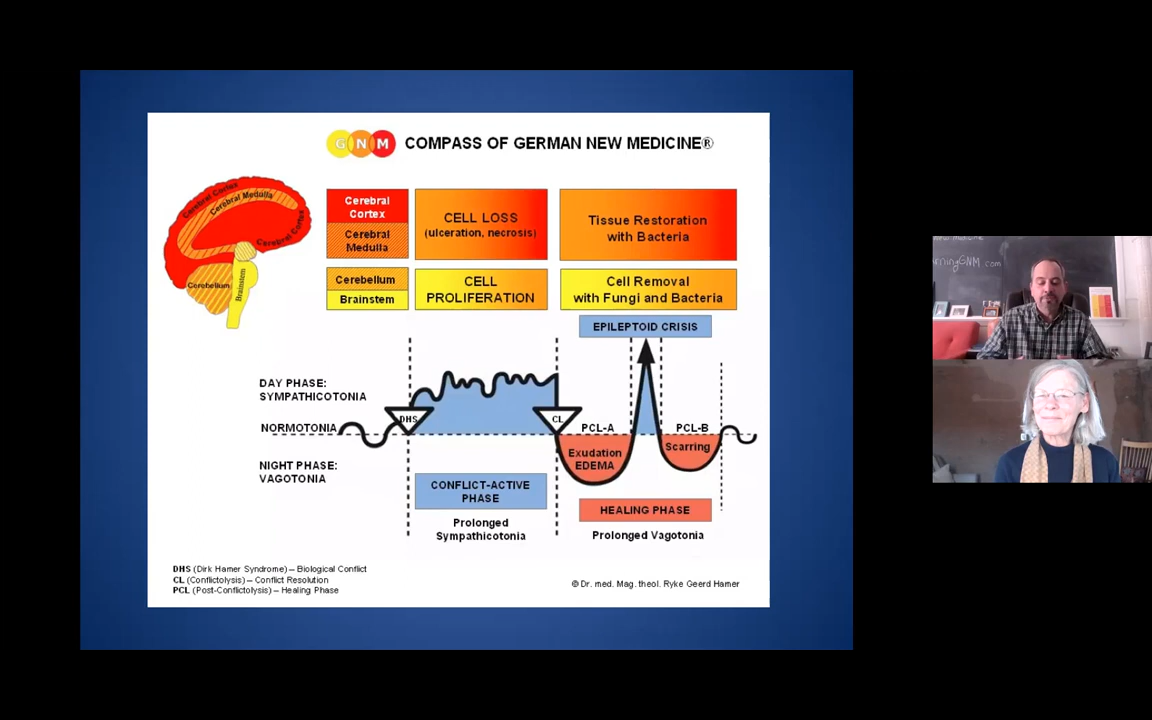 GNM COMPASS OF GERMAN NEW MEDICINE®
Cerebral Cortex
Cerebral Medulla
Cerebral Cortex
Cerebellum
Brainstem
Cerebral
Cortex
Cerebral
Medulla
CELL LOSS
(ulceration, necrosis)
Tissue Restoration
with Bacteria
Cerebellum
Brainstem
CELL
PROLIFERATION
Cell Removal
with Fungi and Bacteria
EPILEPTOID CRISIS
DAY PHASE:
SYMPATHICOTONIA
NORMOTONIA
DHS
CL
PCL-A
PCL-B
Exudation
EDEMA
Scarring
NIGHT PHASE:
VAGOTONIA
CONFLICT-ACTIVE
PHASE
Prolonged
Sympathicotonia
HEALING PHASE
Prolonged Vagotonia
DHS (Dirk Hamer Syndrome) – Biological Conflict
CL (Conflictolysis) – Conflict Resolution
PCL (Post-Conflictolysis) – Healing Phase
© Dr. med. Mag. theol. Ryke Geerd Hamer
rningGNM.com